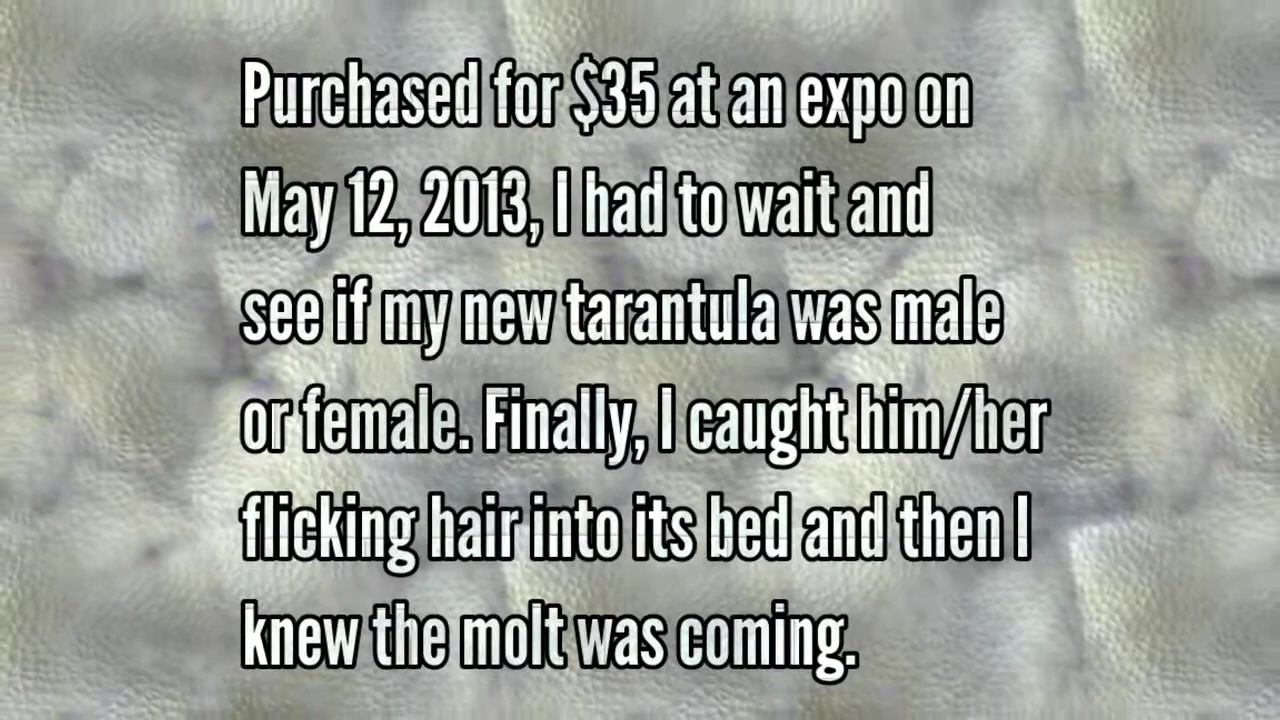 Purchased for $35 at an expo on
May 12, 2013, I had to wait and
see if my new tarantula was male
or female. Finally, I caught him/her
flicking hair into its bed and then I
knew the molt was coming.